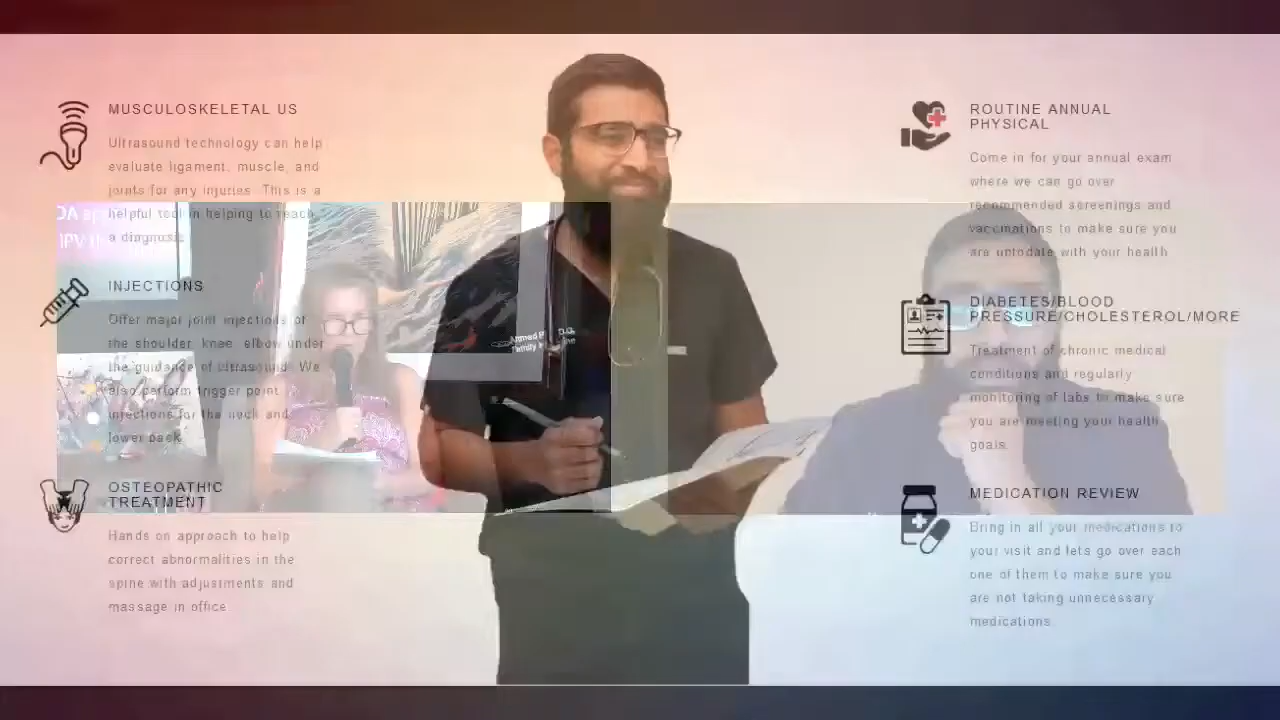 MUSCULOSKELETAL US
Ultrasound technology can help
evaluate ligament, muscle, and
joints for any injuries. This is a
helpful tool in helping to reach
a diagnosis
INJECTIONS
Offer major joint injections of
the shoulder, knee, elbow under
the guidance of ultrasound. We
also perform trigger point
injections for the neck and
lower back
OSTEOPATHIC
TREATMENT
Hands on approach to help
correct abnormalities in the
spine with adjustments and
massage in office
ROUTINE ANNUAL
PHYSICAL
Come in for your annual exam
where we can go over
recommended screenings and
vaccinations to make sure you
are uptodate with your health
DIABETES/BLOOD
PRESSURE/CHOLESTEROL/MORE
Treatment of chronic medical
conditions and regularly
monitoring of labs to make sure
you are meeting your health
goals.
MEDICATION REVIEW
Bring in all your medications to
your visit and lets go over each
one of them to make sure you
are not taking unnecessary
medications.
Ahmed D.O.
Family